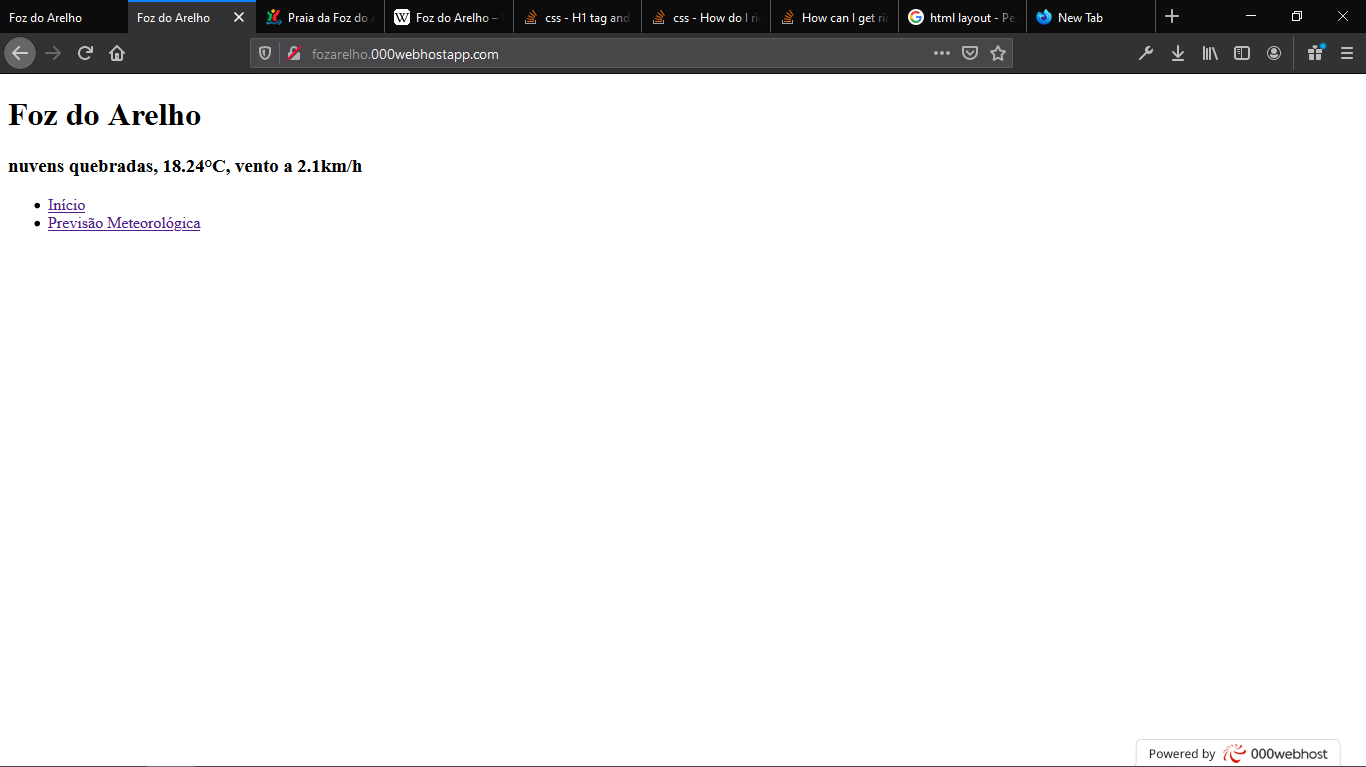 Foz do Arelho
Foz do Arelho
Praia da Foz do A
Foz do Arelho –
css - H1 tag and
css - How do I ri
How can I get ric
html layout - Pe
New Tab
fozarelho.000webhostapp.com
Foz do Arelho
nuvens quebradas, 18.24°C, vento a 2.1km/h
Início
Previsão Meteorológica
Powered by 000webhost